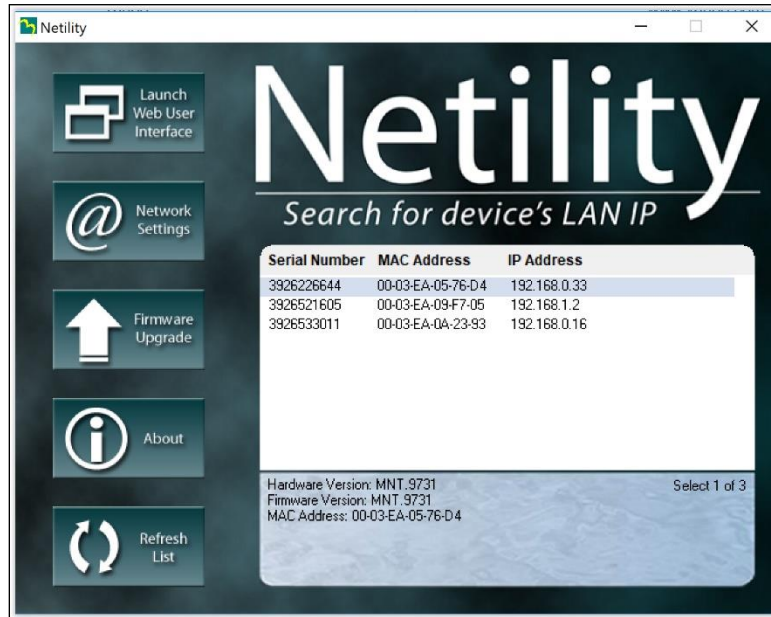 Netility
Launch
Web User
Interface
Network
Settings
Firmware
Upgrade
About
Refresh
List
Netility
Search for device's LAN IP
Serial Number MAC Address IP Address
3926226644 00-03-EA-05-76-D4 192.168.0.33
3926521605 00-03-EA-09-F7-05 192.168.1.2
3926533011 00-03-EA-0A-23-93 192.168.0.16
Hardware Version: MNT.9731 Select 1 of 3
Firmware Version: MNT.9731
MAC Address: 00-03-EA-05-76-D4